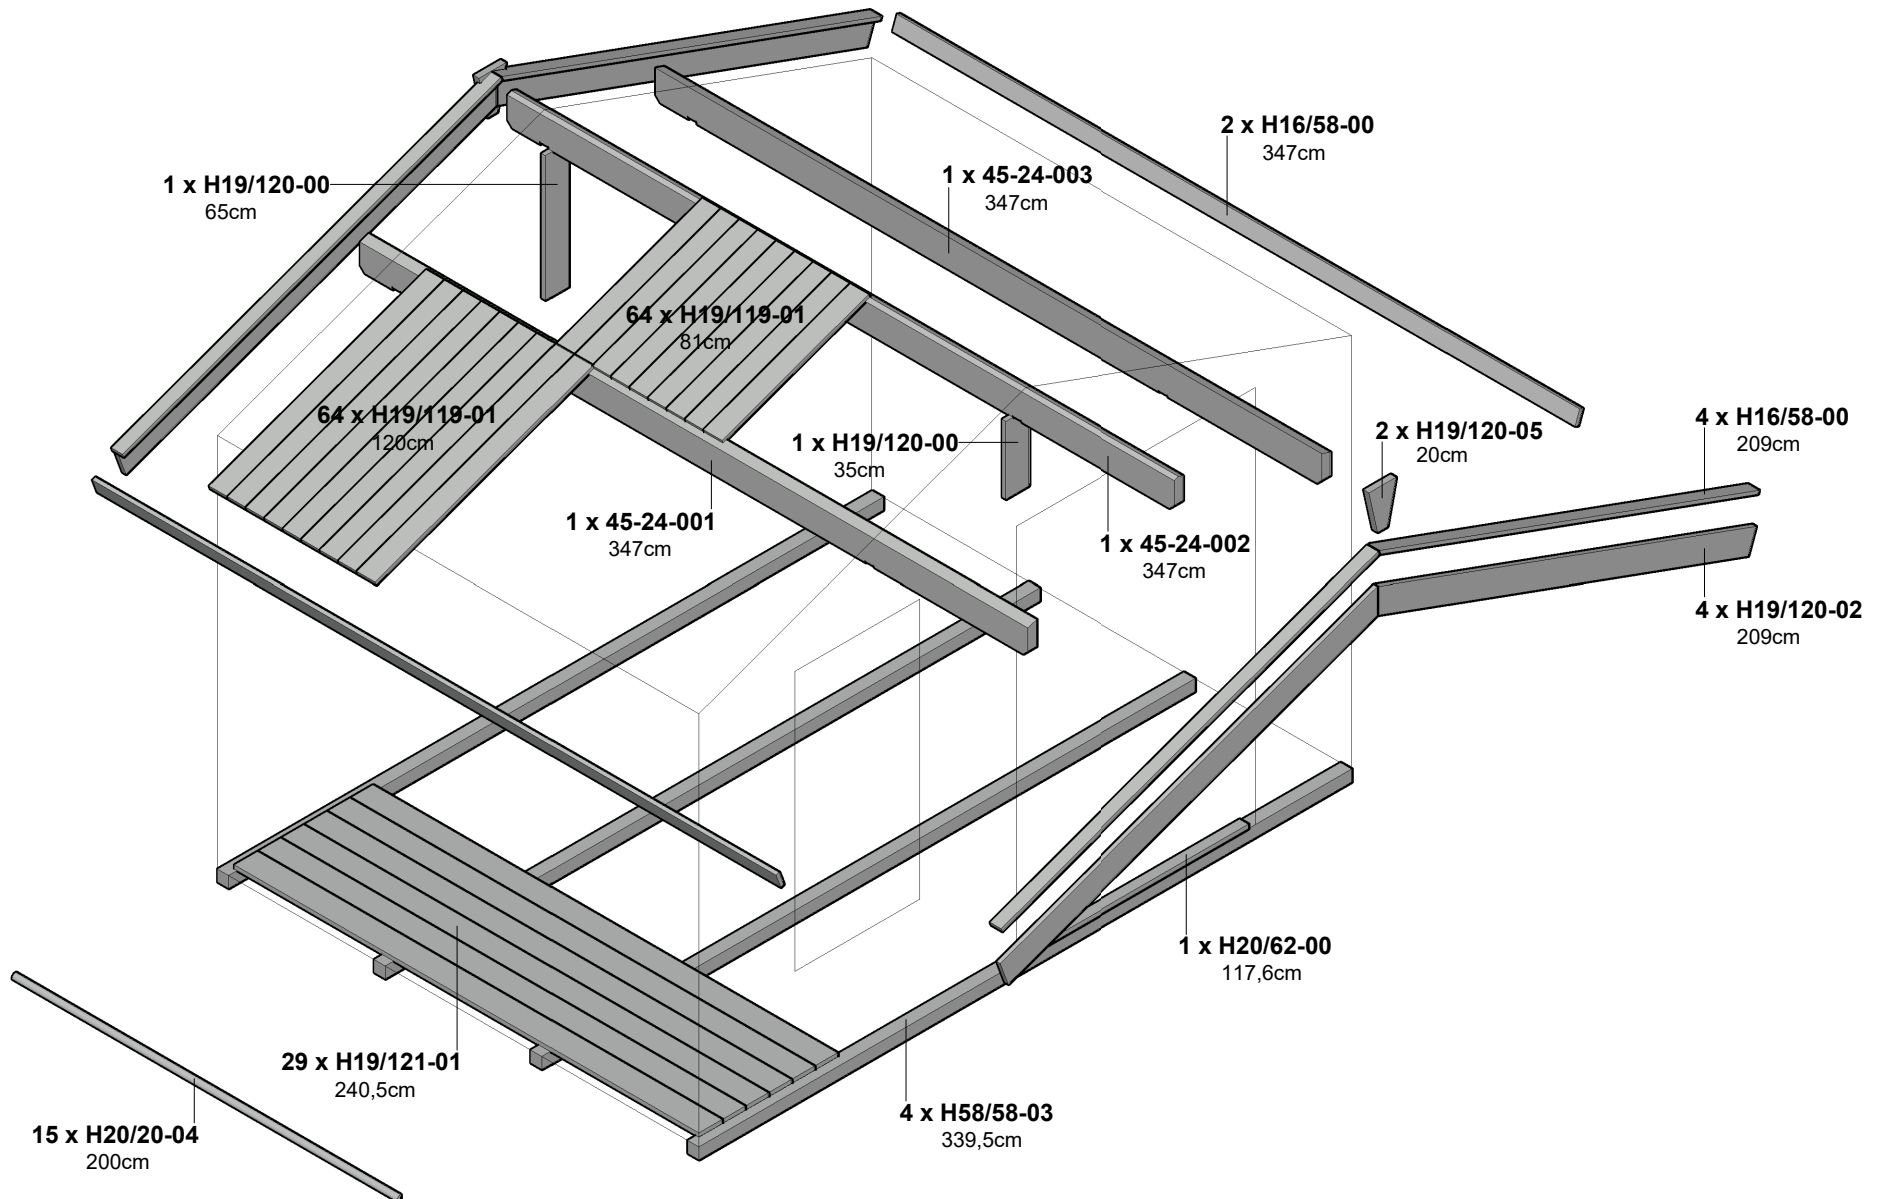 2 x H16/58-00
347cm
1 x H19/120-00
65cm
1 x 45-24-003
347cm
64 x H19/119-01
81cm
64 x H19/119-01
120cm
1 x H19/120-00
35cm
2 x H19/120-05
20cm
4 x H16/58-00
209cm
1 x 45-24-001
347cm
1 x 45-24-002
347cm
4 x H19/120-02
209cm
1 x H20/62-00
117,6cm
29 x H19/121-01
240,5cm
4 x H58/58-03
339,5cm
15 x H20/20-04
200cm